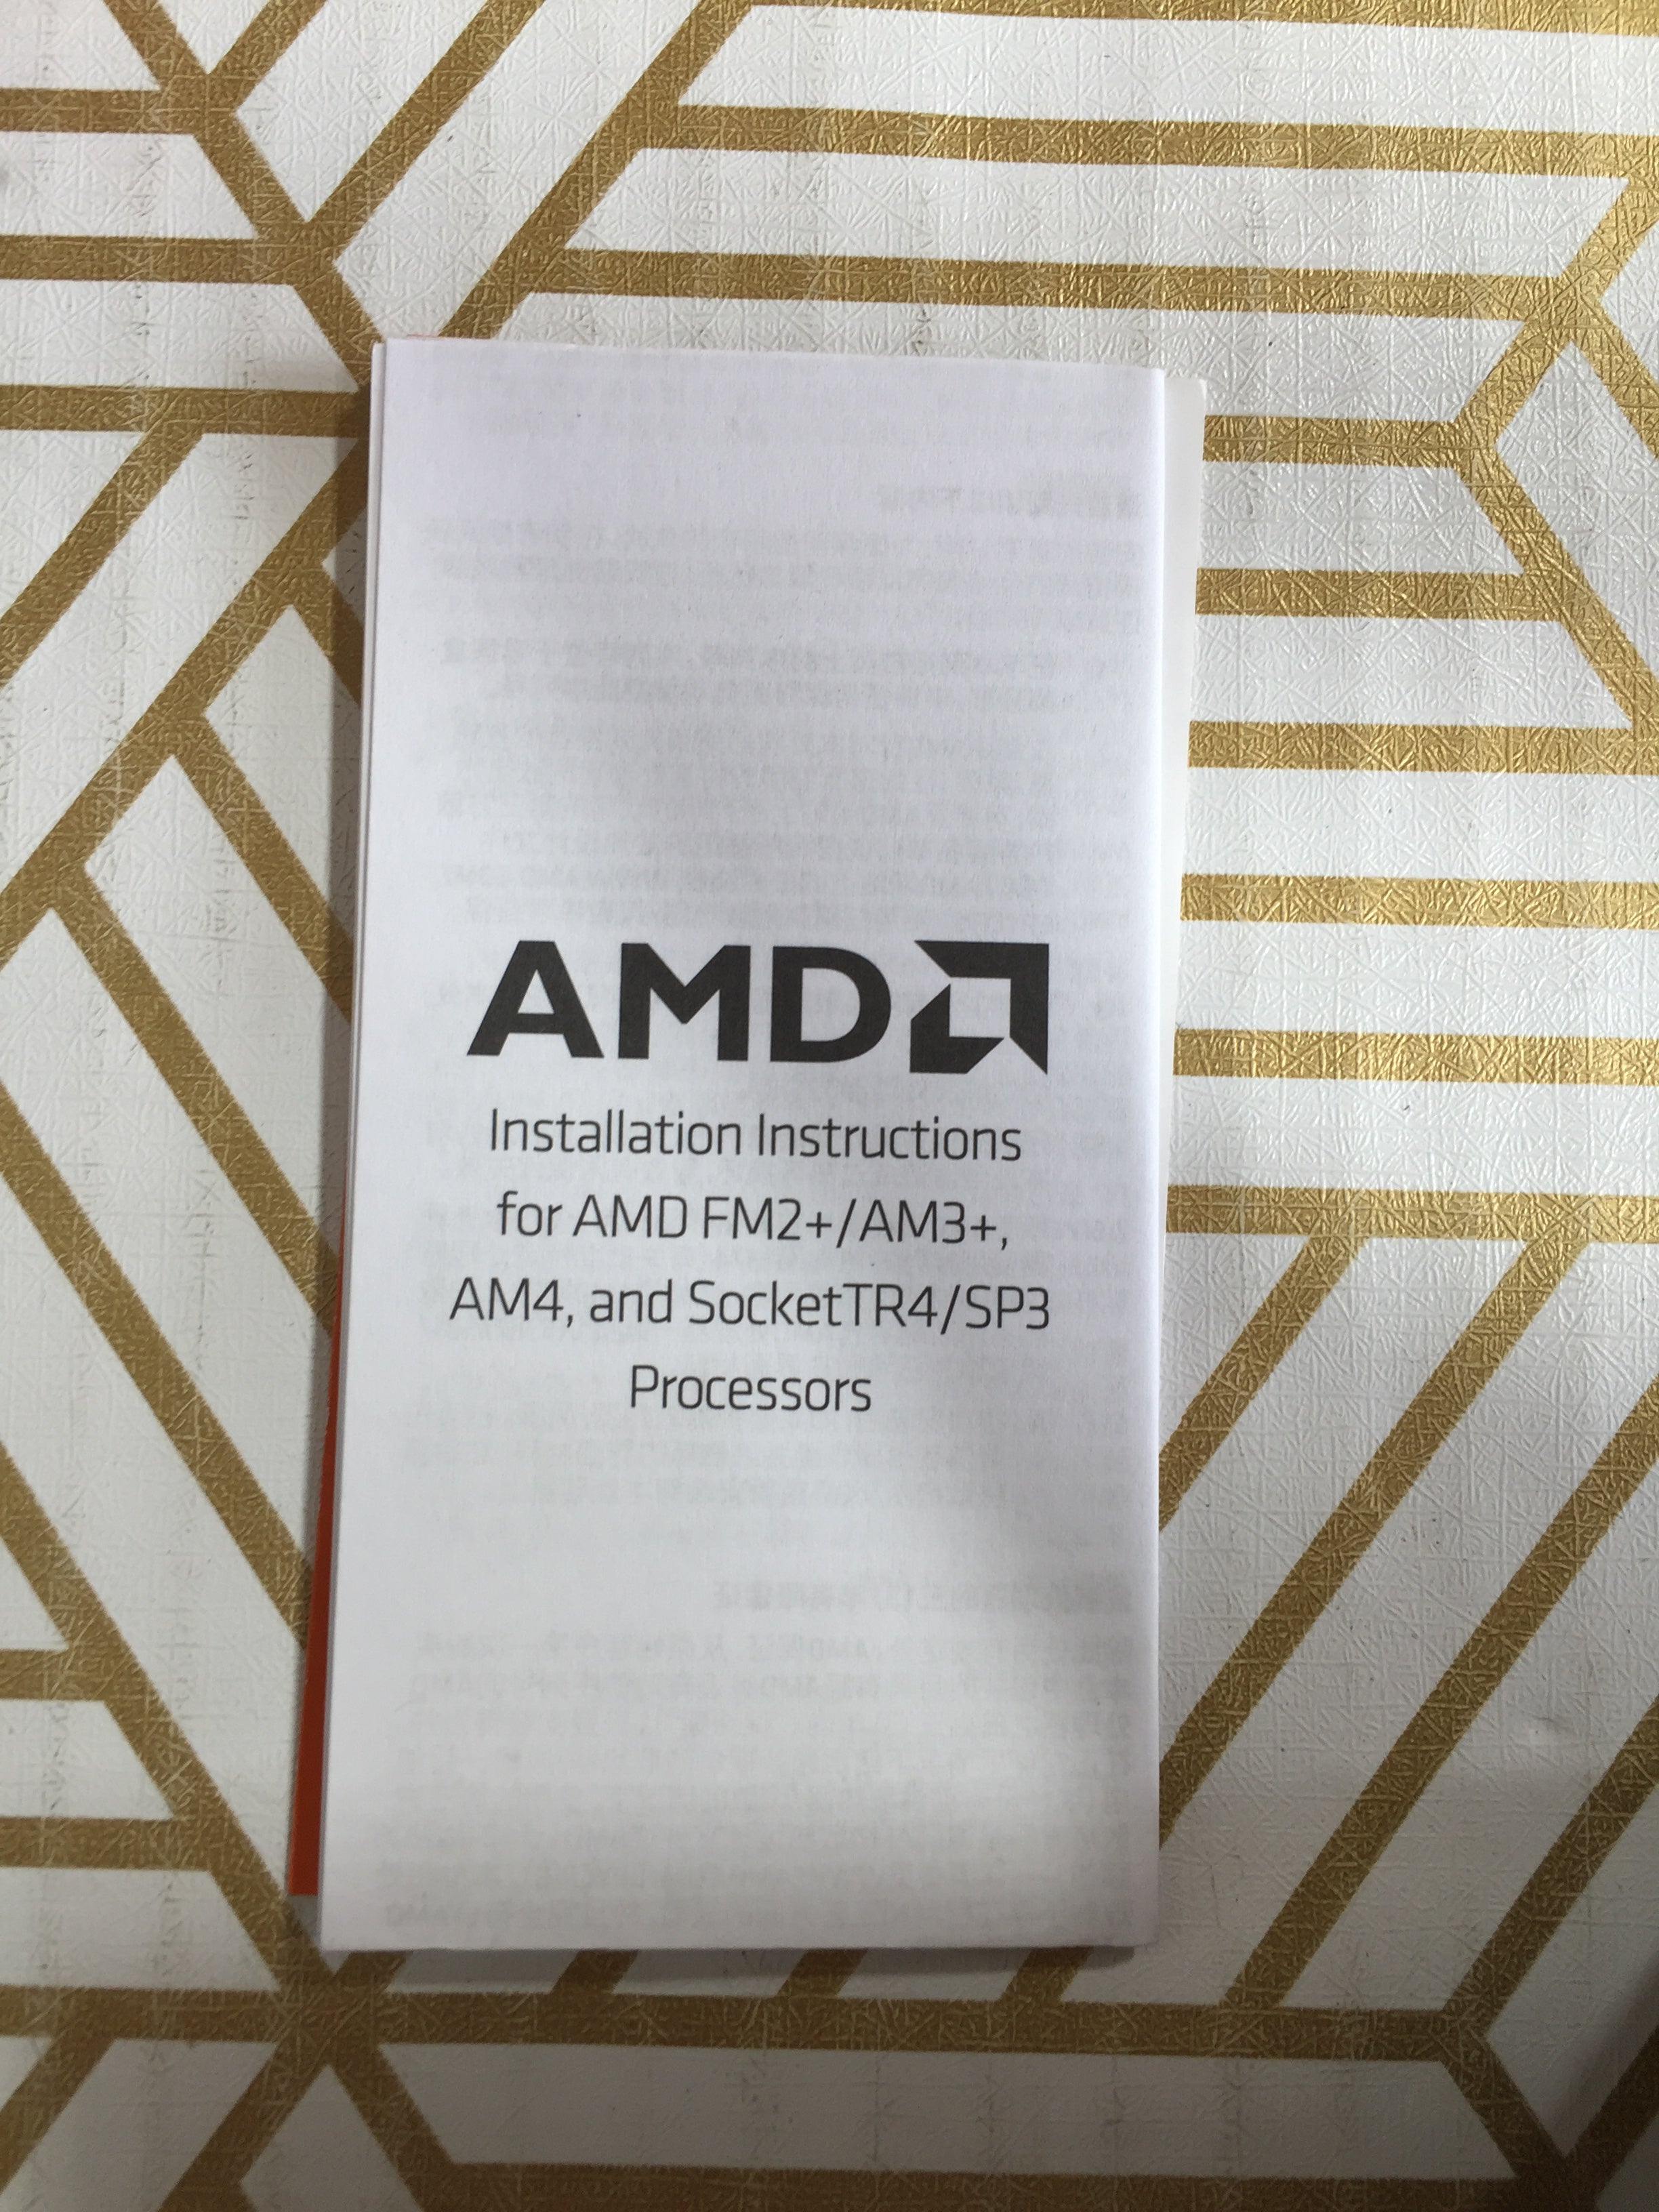 AMD
Installation Instructions
for AMD FM2+/AM3+,
AM4, and SocketTR4/SP3
Processors